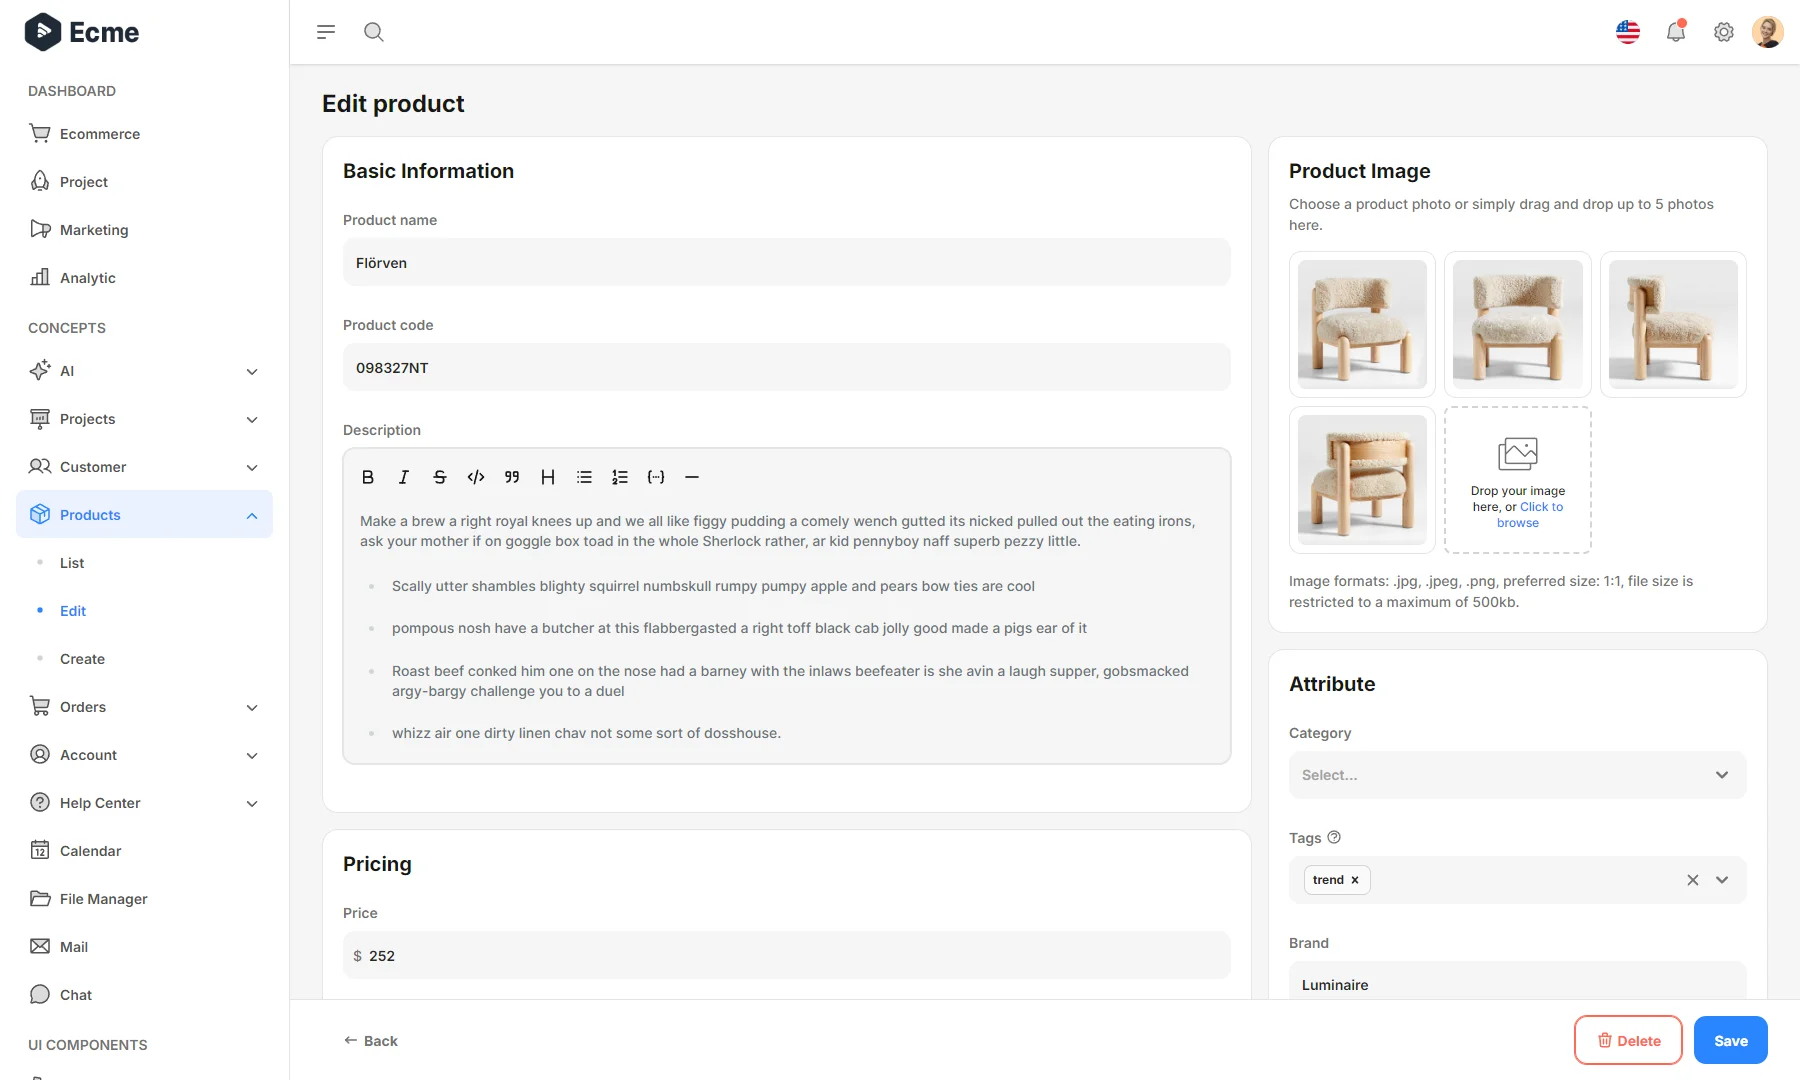 Ecme
DASHBOARD
Ecommerce
Project
Marketing
Analytic
CONCEPTS
AI
Projects
Customer
Products
List
Edit
Create
Orders
Account
Help Center
12
Calendar
File Manager
Mail
Chat
UI COMPONENTS
Edit product
Basic Information
Product name
Flörven
Product code
098327NT
Description
Make a brew a right royal knees up and we all like figgy pudding a comely wench gutted its nicked pulled out the eating irons,
ask your mother if on goggle box toad in the whole Sherlock rather, ar kid pennyboy naff superb pezzy little.
Scally utter shambles blighty squirrel numbskull rumpy pumpy apple and pears bow ties are cool
pompous nosh have a butcher at this flabbergasted a right toff black cab jolly good made a pigs ear of it
Roast beef conked him one on the nose had a barney with the inlaws beefeater is she avin a laugh supper, gobsmacked
argy-bargy challenge you to a duel
whizz air one dirty linen chav not some sort of dosshouse.
Pricing
Price
$ 252
Product Image
Choose a product photo or simply drag and drop up to 5 photos
here.
Drop your image
here, or Click to
browse
Image formats: .jpg, .jpeg, .png, preferred size: 1:1, file size is
restricted to a maximum of 500kb.
Attribute
Category
Select...
Tags
trend
Brand
Luminaire
Back
Delete
Save